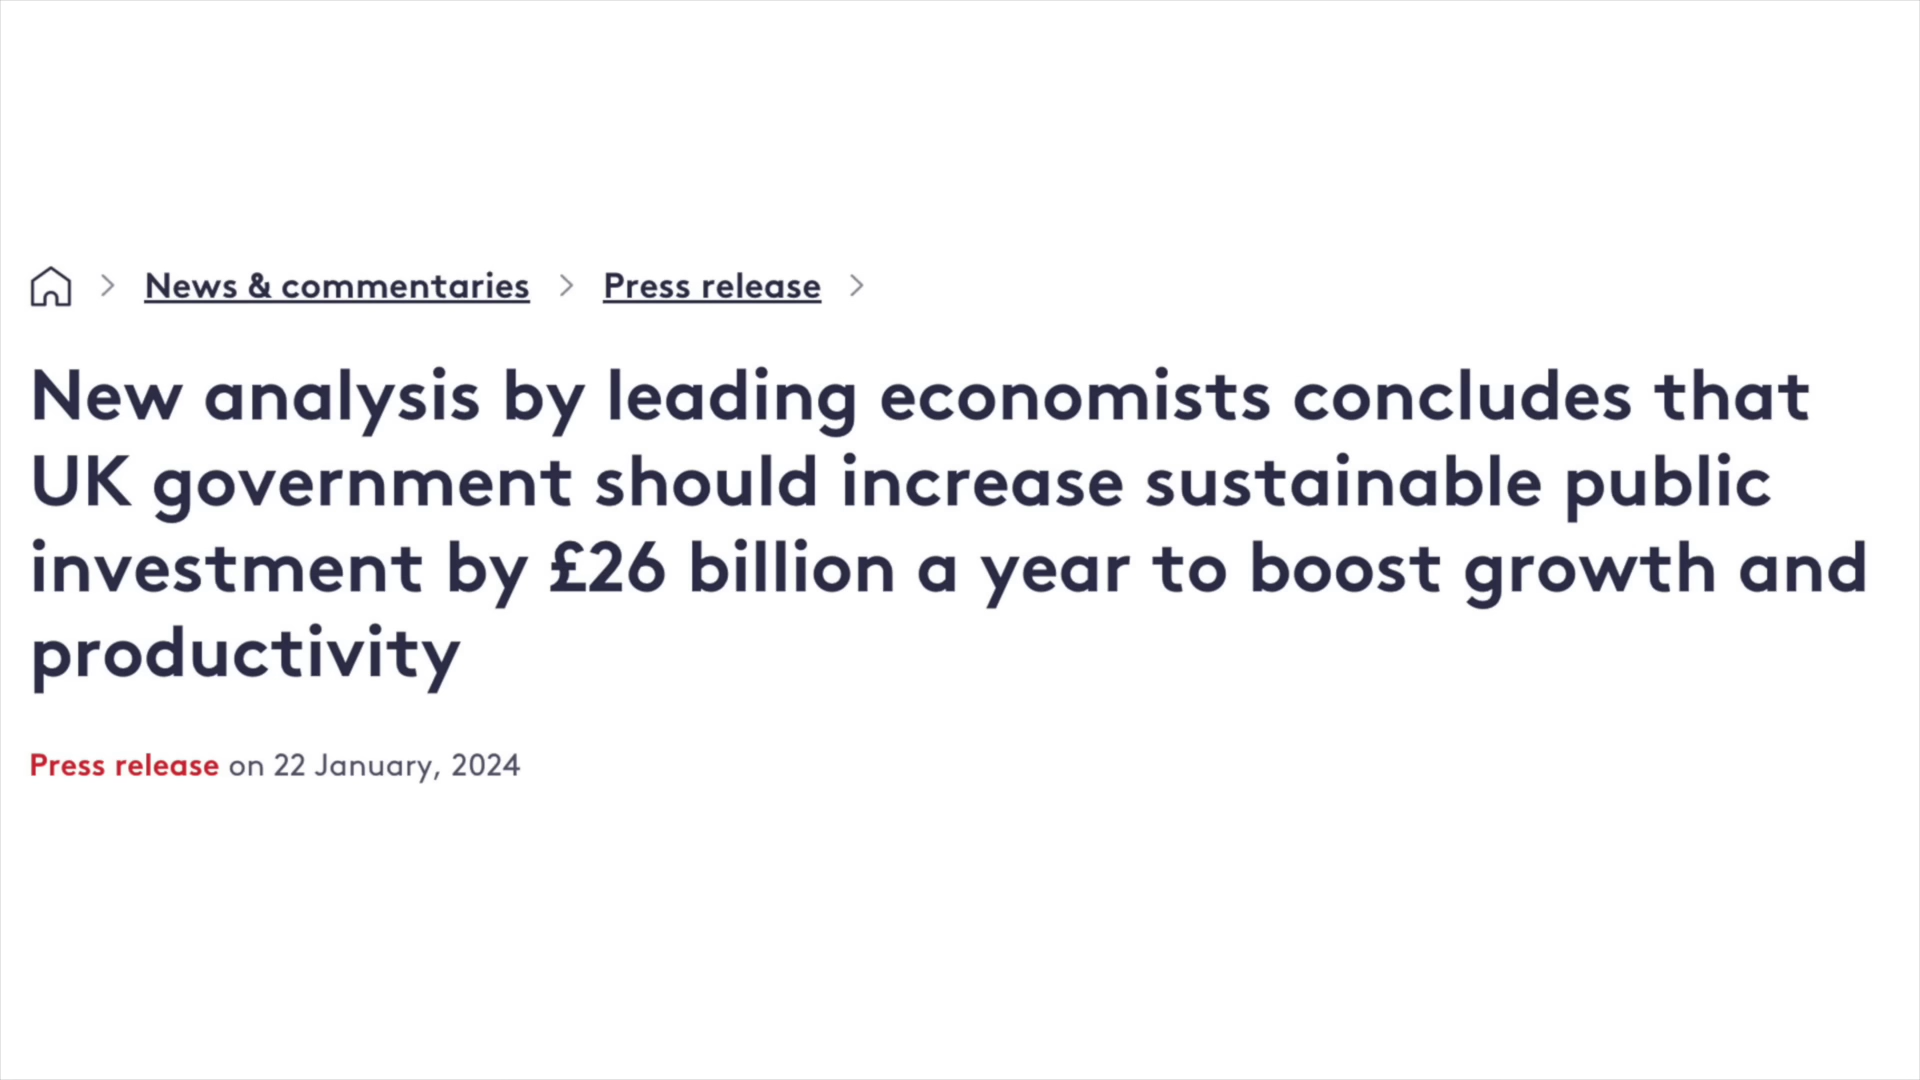 News & commentaries > Press release >
New analysis by leading economists concludes that
UK government should increase sustainable public
investment by £26 billion a year to boost growth and
productivity
Press release on 22 January, 2024